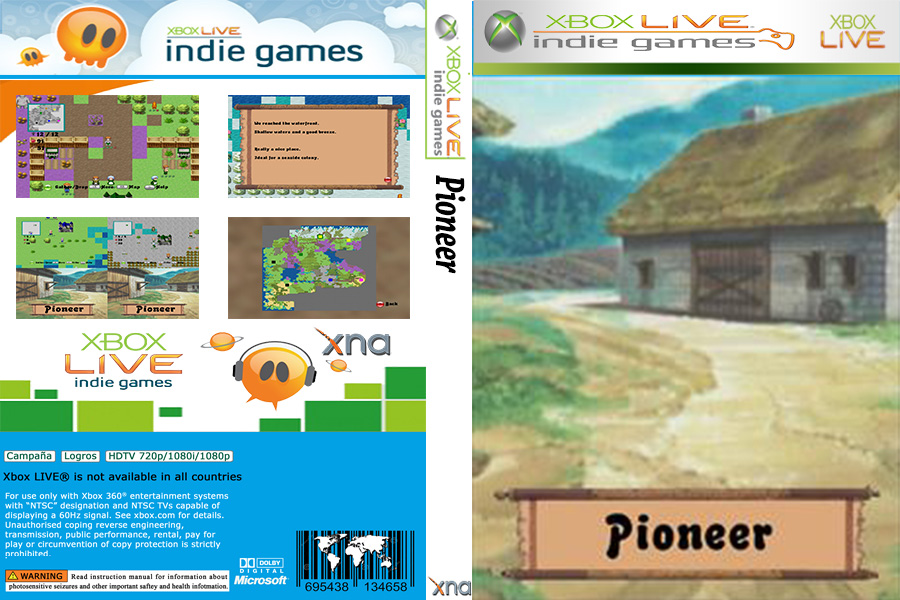 XBOX LIVE
indie games
We reached the waterfront.
Shallow waters and a good breeze.
Really a nice place.
Ideal for a seaside colony.
Map
Help
Pioneer
Pioneer
Back
XBOX
LIVE
indie games
xna
Campaña
Logros
HDTV 720p/1080i/1080p
Xbox LIVE® is not available in all countries
For use only with Xbox 360® entertainment systems
with “NTSC” designation and NTSC TVs capable of
displaying a 60Hz signal. See xbox.com for details.
Unauthorised coping reverse engineering,
transmission, public performance, rental, pay for
play or circumvention of copy protection is strictly
prohibited.
WARNING Read instruction manual for information about
photosensitive seizures and other important saftey and health infotmation.
DOLBY
DIGITAL
Microsoft
695438 134658
XBOX LIVE
indie games
Pioneer
xna
XBOX LIVE
indie games
XBOX
LIVE
Pioneer